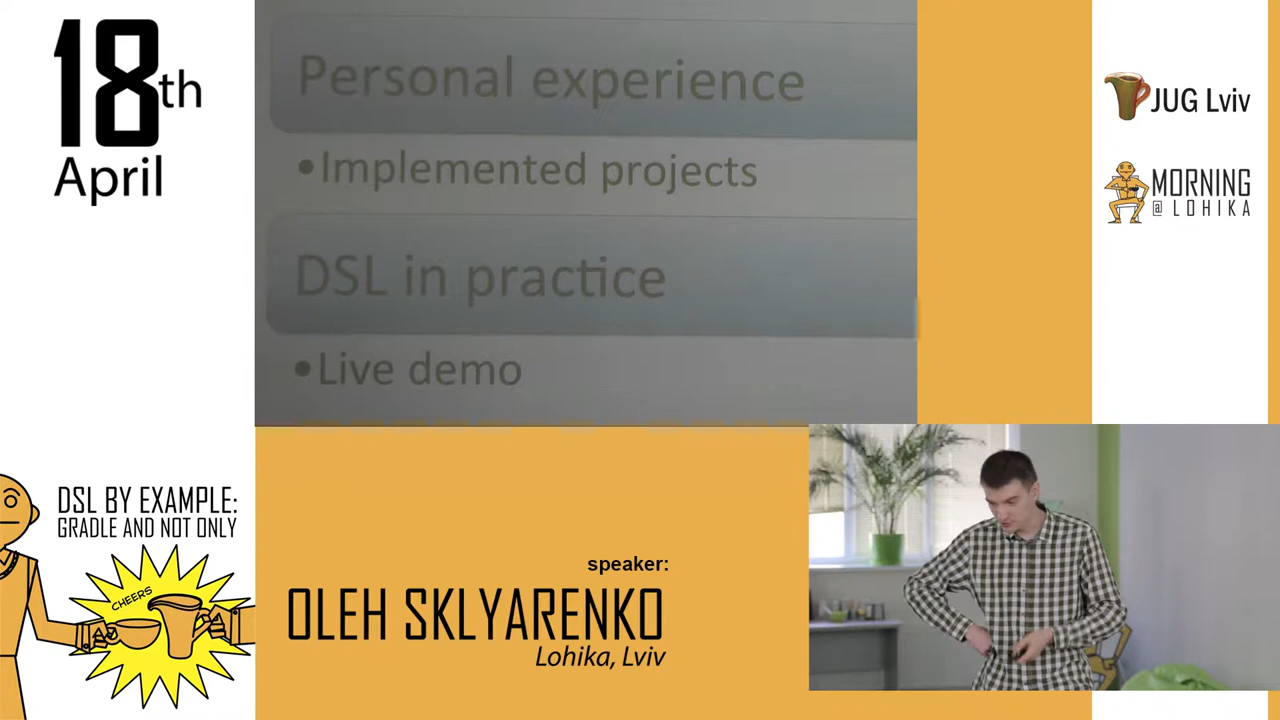 18th
April
Personal experience
•Implemented projects
DSL in practice
•Live demo
JUG Lviv
MORNING
@ LOHIKA
DSL BY EXAMPLE:
GRADLE AND NOT ONLY
CHEERS
speaker:
OLEH SKLYARENKO
Lohika, Lviv